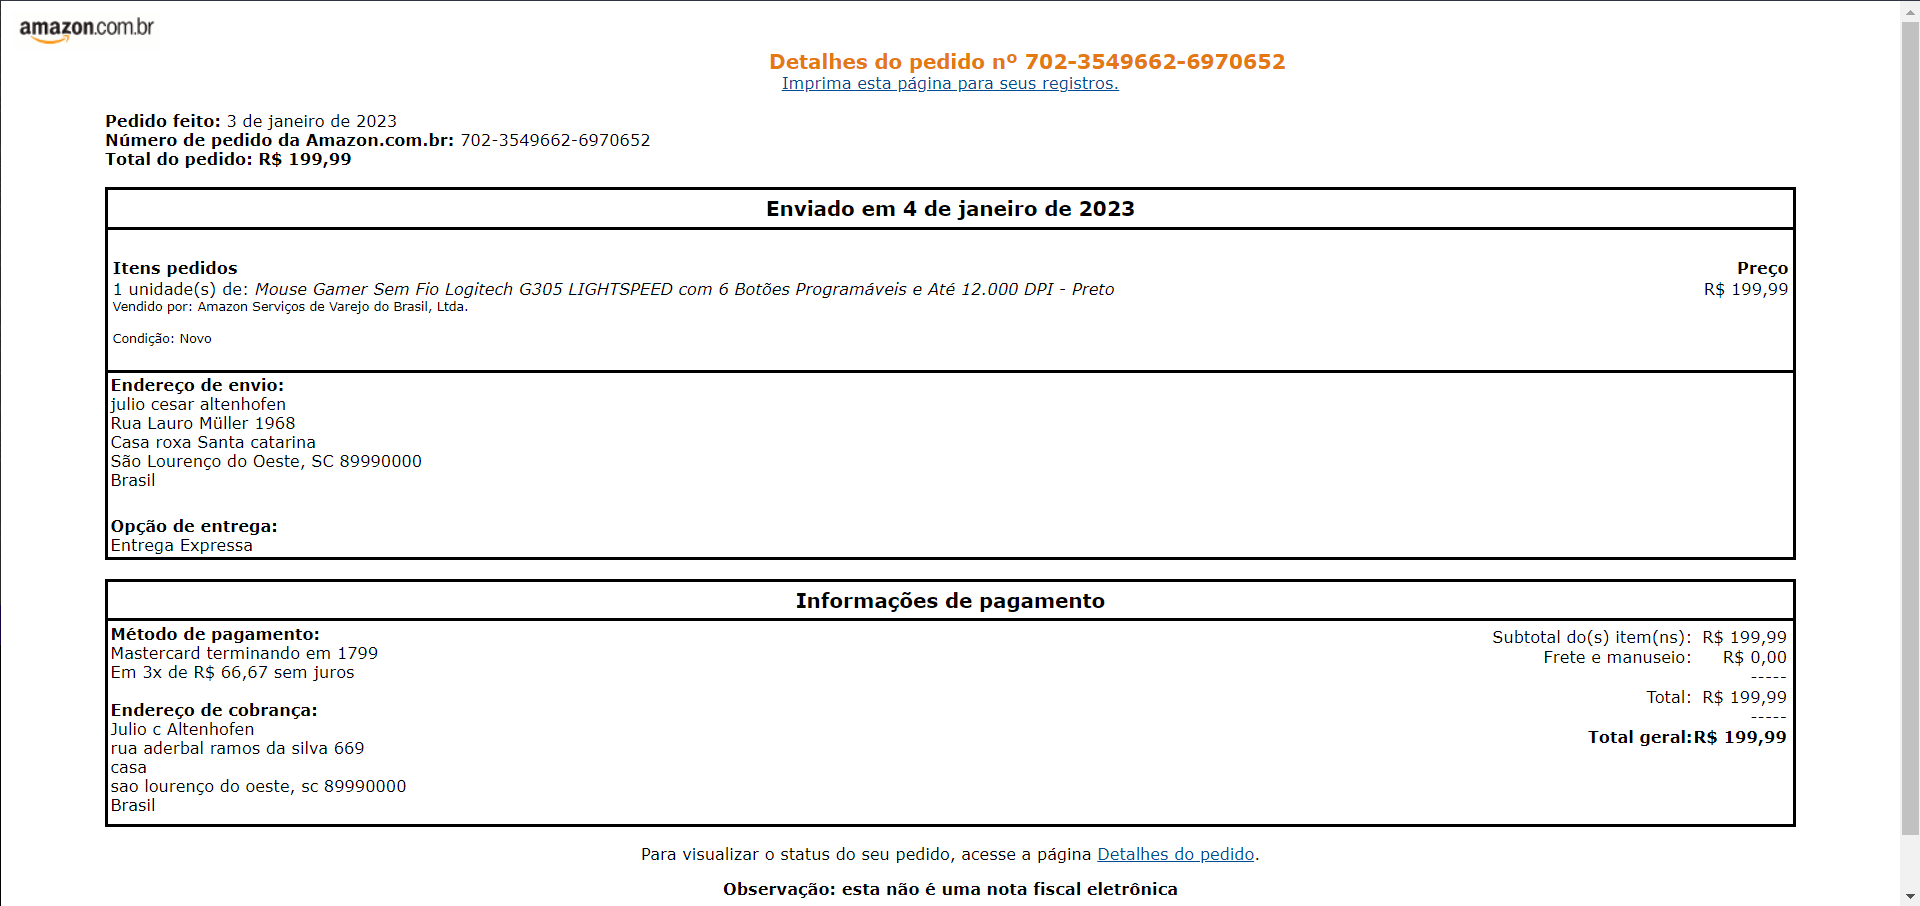 amazon.com.br
Detalhes do pedido nº 702-3549662-6970652
Imprima esta página para seus registros.
Pedido feito: 3 de janeiro de 2023
Número de pedido da Amazon.com.br: 702-3549662-6970652
Total do pedido: R$ 199,99
Enviado em 4 de janeiro de 2023
Itens pedidos Preço
1 unidade(s) de: Mouse Gamer Sem Fio Logitech G305 LIGHTSPEED com 6 Botões Programáveis e Até 12.000 DPI - Preto R$ 199,99
Vendido por: Amazon Serviços de Varejo do Brasil, Ltda.
Condição: Novo
Endereço de envio:
julio cesar altenhofen
Rua Lauro Müller 1968
Casa roxa Santa catarina
São Lourenço do Oeste, SC 89990000
Brasil
Opção de entrega:
Entrega Expressa
Informações de pagamento
Método de pagamento:
Mastercard terminando em 1799
Em 3x de R$ 66,67 sem juros
Endereço de cobrança:
Julio c Altenhofen
rua aderbal ramos da silva 669
casa
sao lourenço do oeste, sc 89990000
Brasil
Subtotal do(s) item(ns): R$ 199,99
Frete e manuseio: R$ 0,00
-----
Total: R$ 199,99
-----
Total geral:R$ 199,99
Para visualizar o status do seu pedido, acesse a página Detalhes do pedido.
Observação: esta não é uma nota fiscal eletrônica